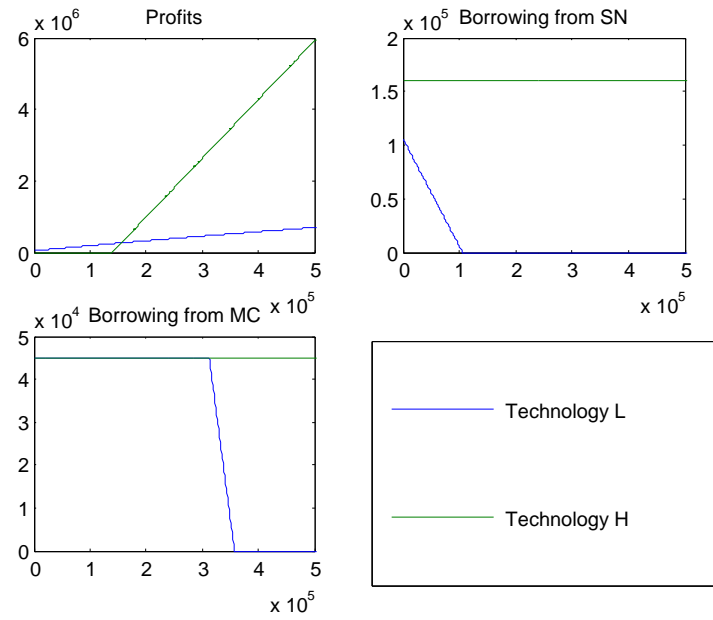 Profits
x 10^6
6
4
2
0
0 1 2 3 4 5
x 10^5
Borrowing from SN
x 10^5
2
1.5
1
0.5
0
0 1 2 3 4 5
x 10^5
Borrowing from MC
x 10^4
5
4
3
2
1
0
0 1 2 3 4 5
x 10^5
Technology L
Technology H